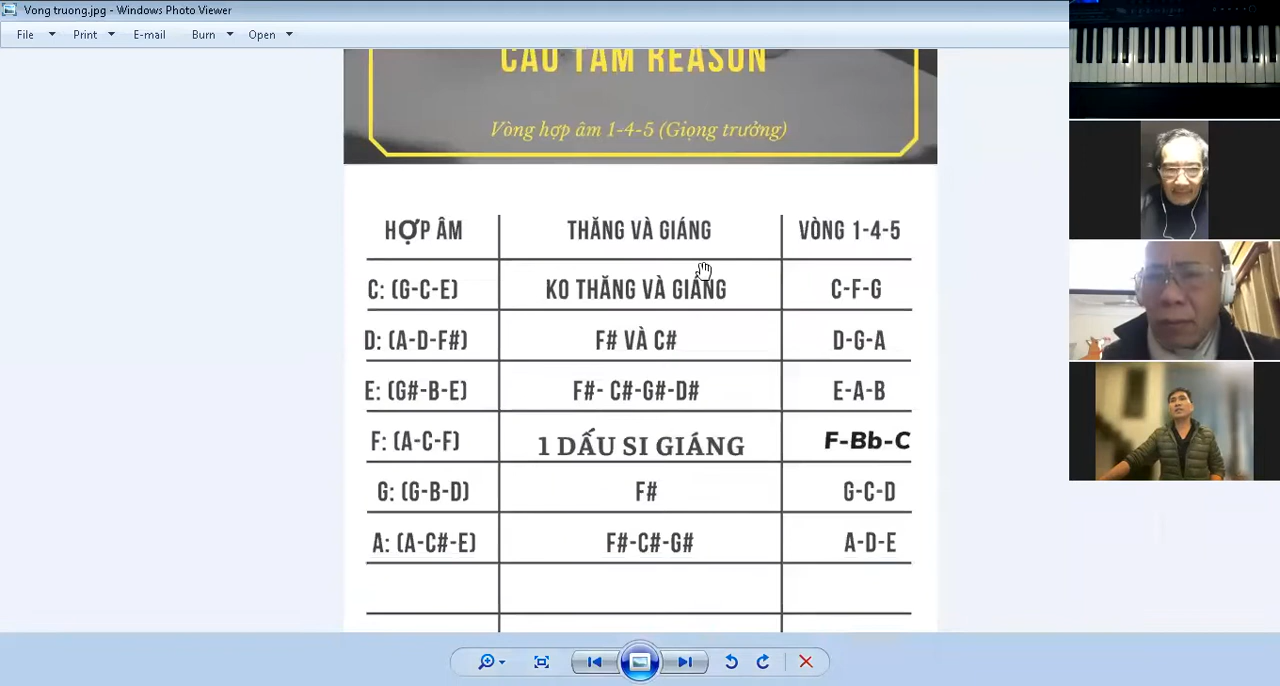 Vong truong.jpg - Windows Photo Viewer
File Print E-mail Burn Open
CẦU TÂM REASON
Vòng hợp âm 1-4-5 (Giọng trưởng)
HỢP ÂM THĂNG VÀ GIÁNG VÒNG 1-4-5
C: (G-C-E) KO THĂNG VÀ GIÁNG C-F-G
D: (A-D-F#) F# VÀ C# D-G-A
E: (G#-B-E) F#- C#-G#-D# E-A-B
F: (A-C-F) 1 DẤU SI GIÁNG F-Bb-C
G: (G-B-D) F# G-C-D
A: (A-C#-E) F#-C#-G# A-D-E